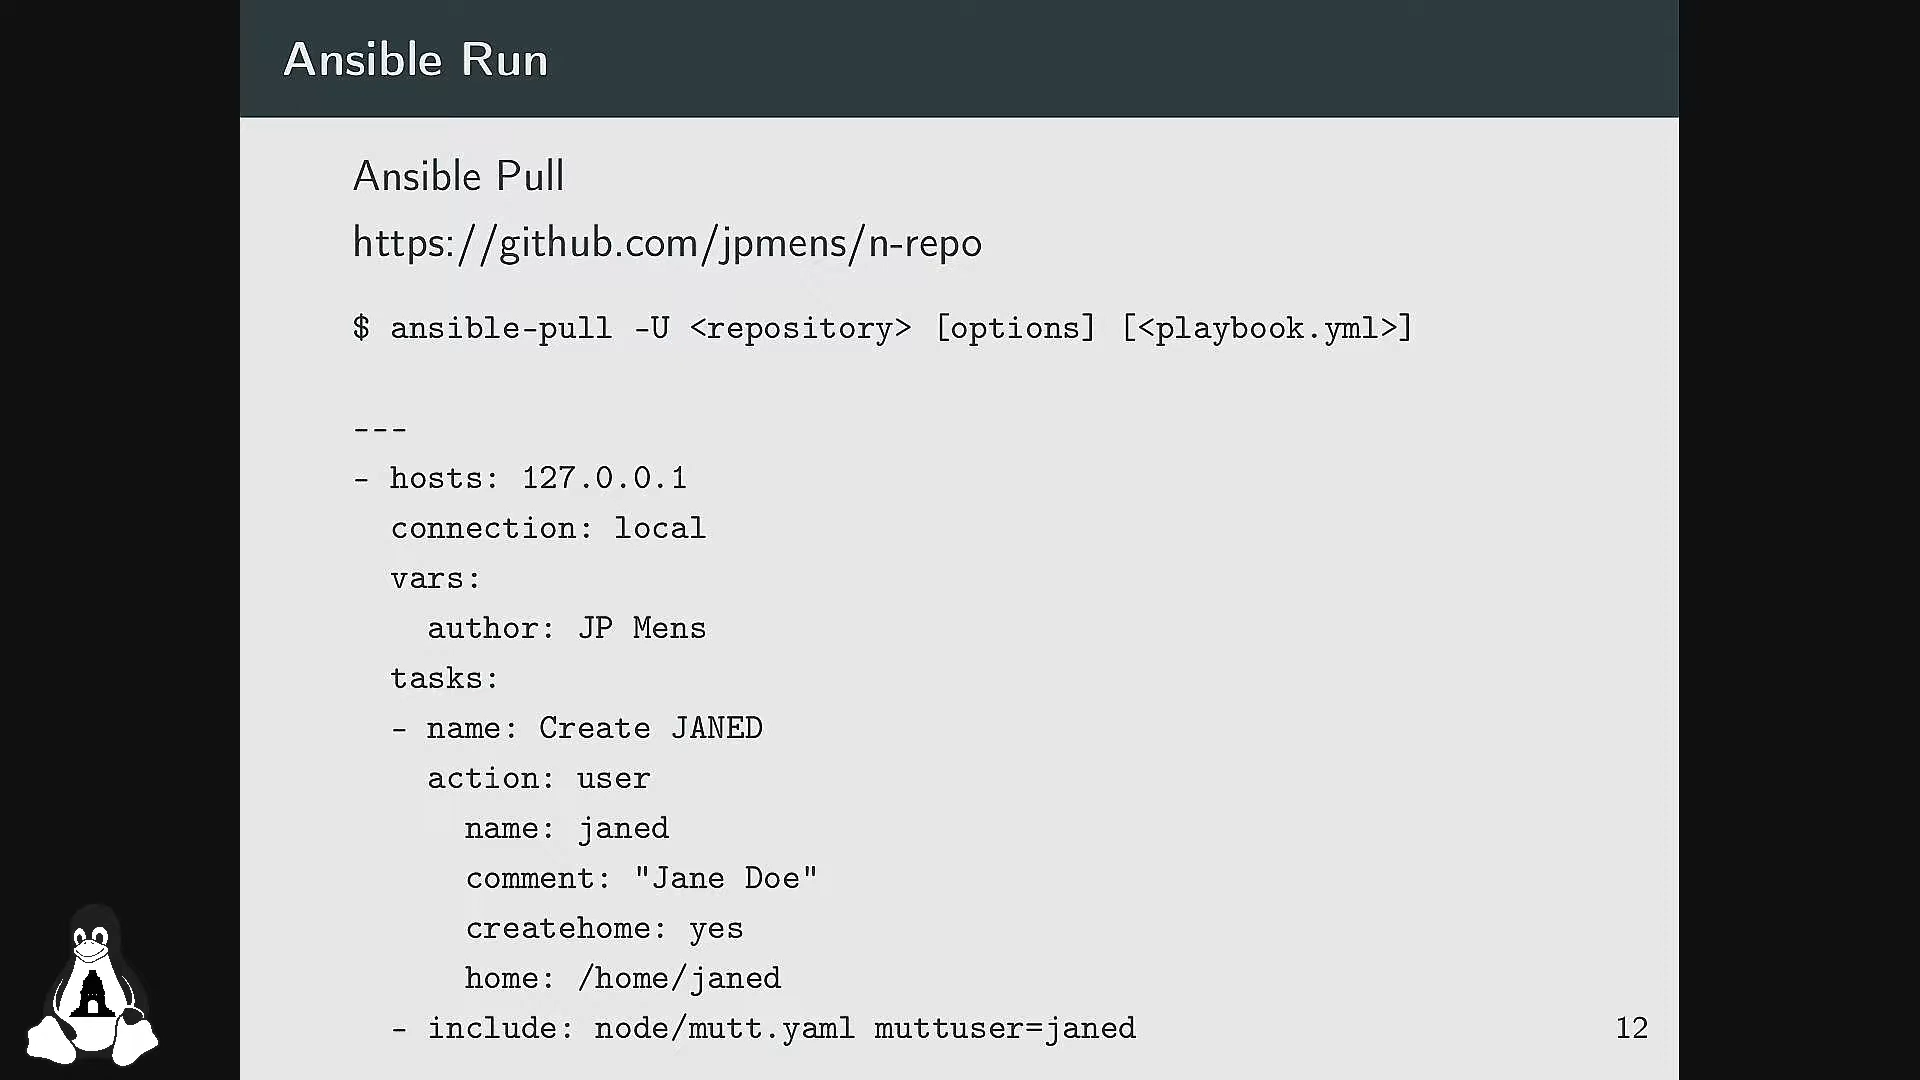 Ansible Run
Ansible Pull
https://github.com/jpmens/n-repo
$ ansible-pull -U <repository> [options] [<playbook.yml>]
---
- hosts: 127.0.0.1
  connection: local
  vars:
    author: JP Mens
  tasks:
  - name: Create JANED
    action: user
      name: janed
      comment: "Jane Doe"
      createhome: yes
      home: /home/janed
  - include: node/mutt.yaml muttuser=janed
12